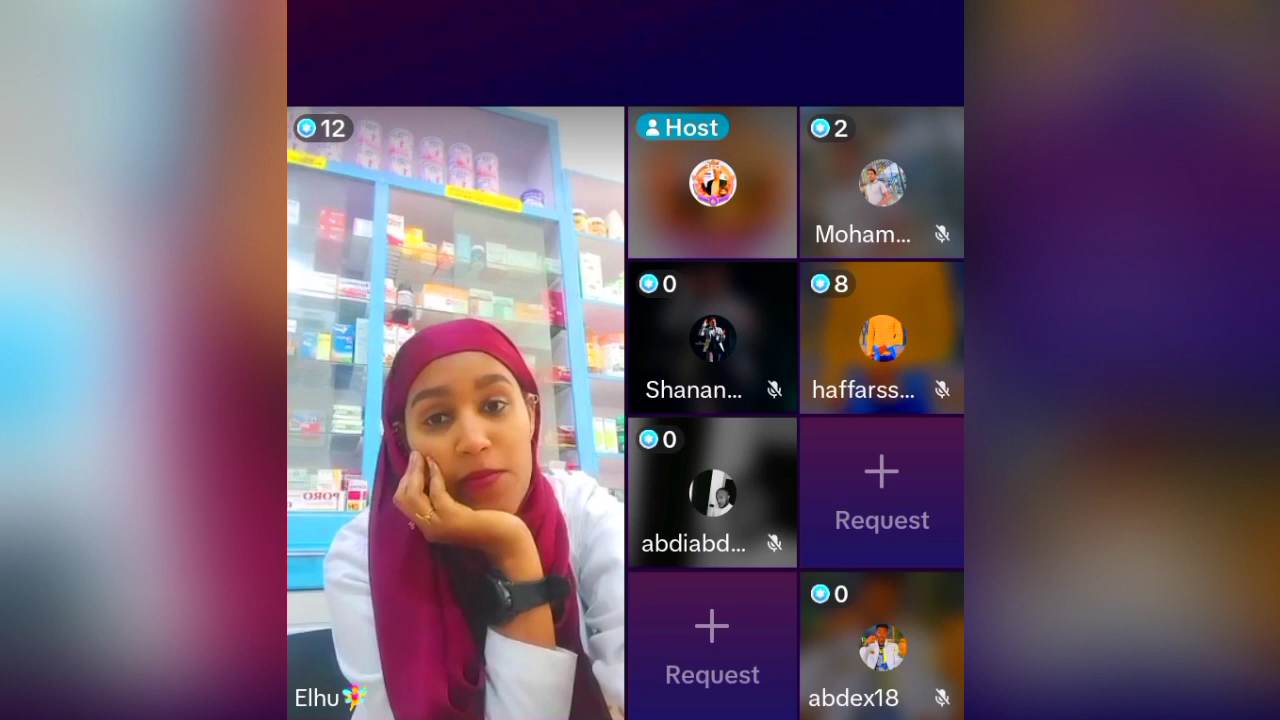 12
Host
2
Moham...
0
Shanan...
8
haffarss...
0
abdiabd...
Request
Request
0
abdex18
Elhu🧚